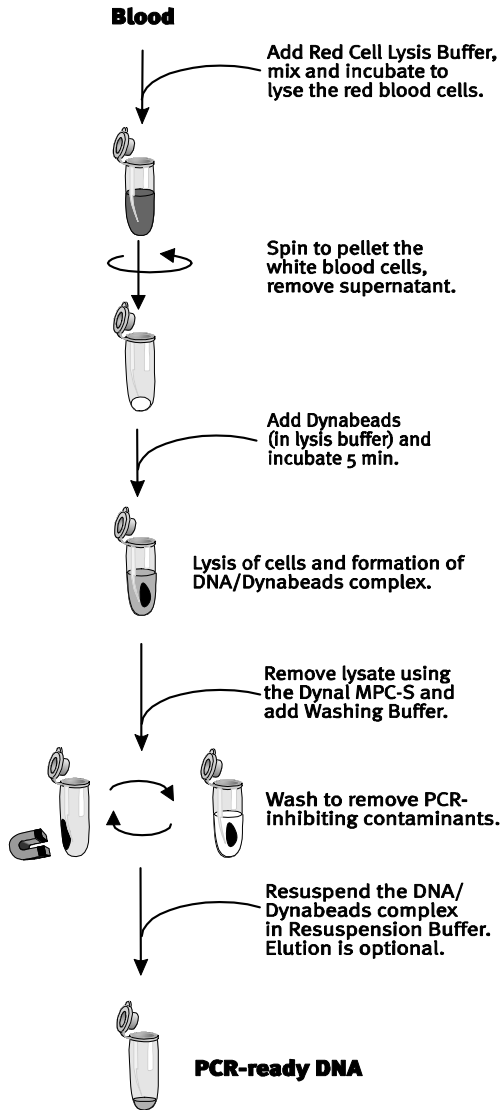 Blood
Add Red Cell Lysis Buffer,
mix and incubate to
lyse the red blood cells.
Spin to pellet the
white blood cells,
remove supernatant.
Add Dynabeads
(in lysis buffer) and
incubate 5 min.
Lysis of cells and formation of
DNA/Dynabeads complex.
Remove lysate using
the Dynal MPC-S and
add Washing Buffer.
Wash to remove PCR-
inhibiting contaminants.
Resuspend the DNA/
Dynabeads complex
in Resuspension Buffer.
Elution is optional.
PCR-ready DNA